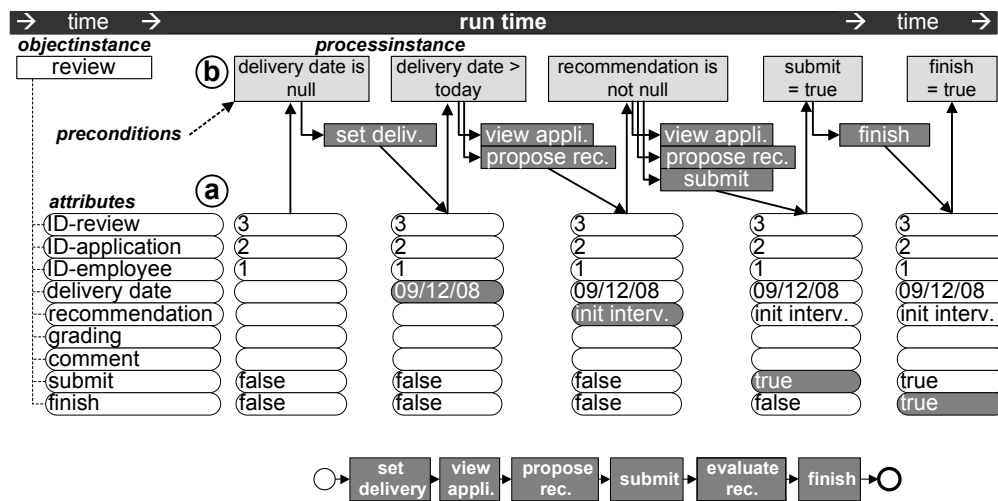 → time → run time → time →
objectinstance processinstance
review
b
delivery date is
null
delivery date >
today
recommendation is
not null
submit
= true
finish
= true
preconditions
set deliv.
view appli.
propose rec.
view appli.
propose rec.
submit
finish
a
attributes
ID-review 3 3 3 3 3
ID-application 2 2 2 2 2
ID-employee 1 1 1 1 1
delivery date 09/12/08 09/12/08 09/12/08 09/12/08
recommendation init interv. init interv. init interv.
grading
comment
submit false false false true true
finish false false false false true
set
delivery
view
appli.
propose
rec.
submit
evaluate
rec.
finish